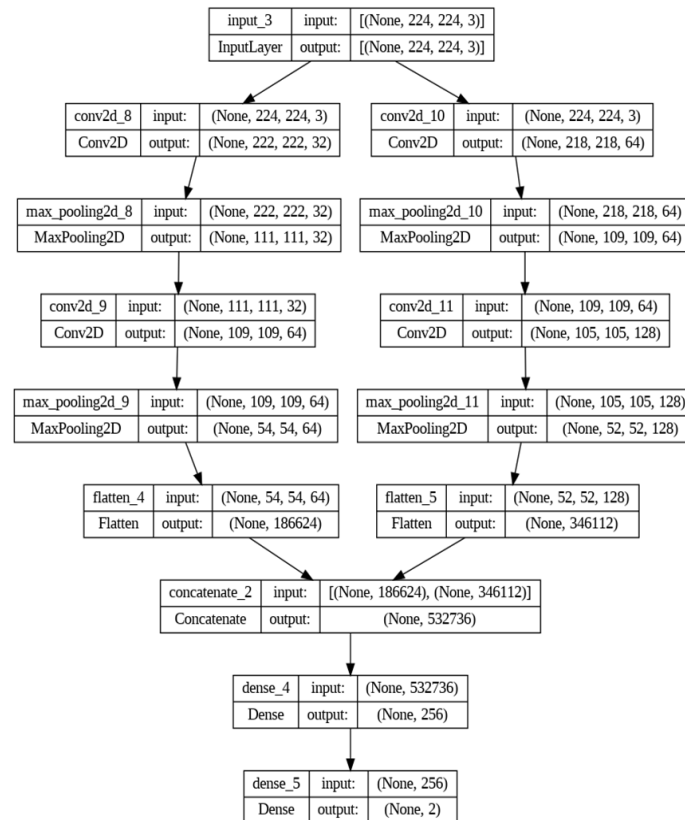 input_3 input: [(None, 224, 224, 3)]
InputLayer output: [(None, 224, 224, 3)]
conv2d_8 input: (None, 224, 224, 3)
Conv2D output: (None, 222, 222, 32)
conv2d_10 input: (None, 224, 224, 3)
Conv2D output: (None, 218, 218, 64)
max_pooling2d_8 input: (None, 222, 222, 32)
MaxPooling2D output: (None, 111, 111, 32)
max_pooling2d_10 input: (None, 218, 218, 64)
MaxPooling2D output: (None, 109, 109, 64)
conv2d_9 input: (None, 111, 111, 32)
Conv2D output: (None, 109, 109, 64)
conv2d_11 input: (None, 109, 109, 64)
Conv2D output: (None, 105, 105, 128)
max_pooling2d_9 input: (None, 109, 109, 64)
MaxPooling2D output: (None, 54, 54, 64)
max_pooling2d_11 input: (None, 105, 105, 128)
MaxPooling2D output: (None, 52, 52, 128)
flatten_4 input: (None, 54, 54, 64)
Flatten output: (None, 186624)
flatten_5 input: (None, 52, 52, 128)
Flatten output: (None, 346112)
concatenate_2 input: [(None, 186624), (None, 346112)]
Concatenate output: (None, 532736)
dense_4 input: (None, 532736)
Dense output: (None, 256)
dense_5 input: (None, 256)
Dense output: (None, 2)